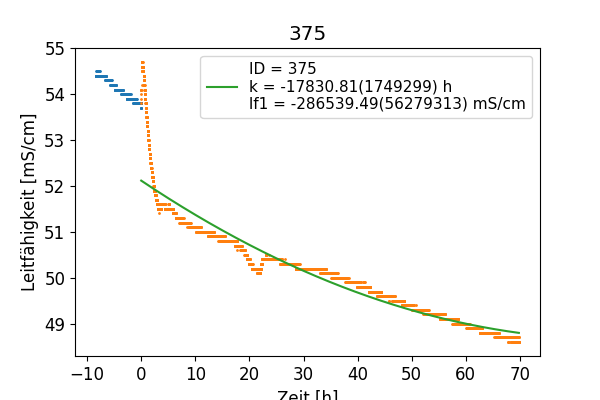 375
ID = 375
k = -17830.81(1749299) h
lf1 = -286539.49(56279313) mS/cm
Leitfähigkeit [mS/cm]
55
54
53
52
51
50
49
−10 0 10 20 30 40 50 60 70
Zeit [h]